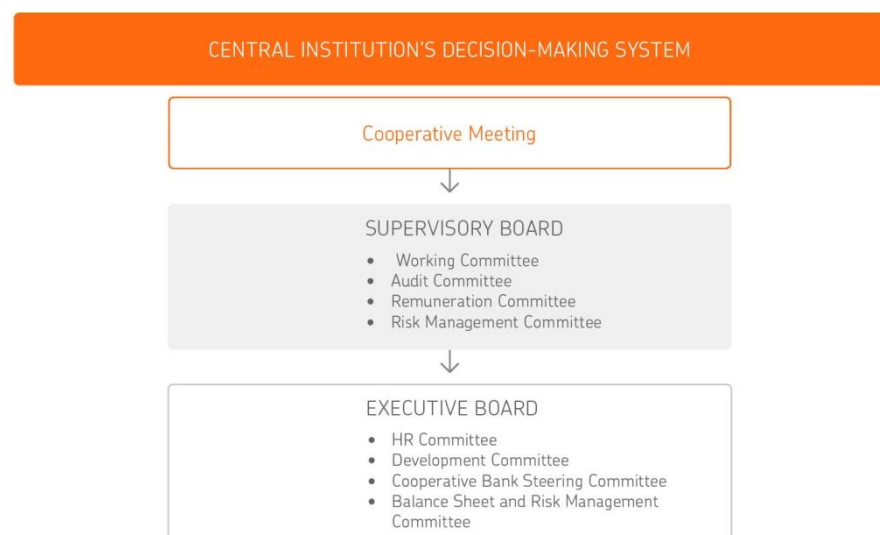 CENTRAL INSTITUTION'S DECISION-MAKING SYSTEM
Cooperative Meeting
SUPERVISORY BOARD
• Working Committee
• Audit Committee
• Remuneration Committee
• Risk Management Committee
EXECUTIVE BOARD
• HR Committee
• Development Committee
• Cooperative Bank Steering Committee
• Balance Sheet and Risk Management
Committee